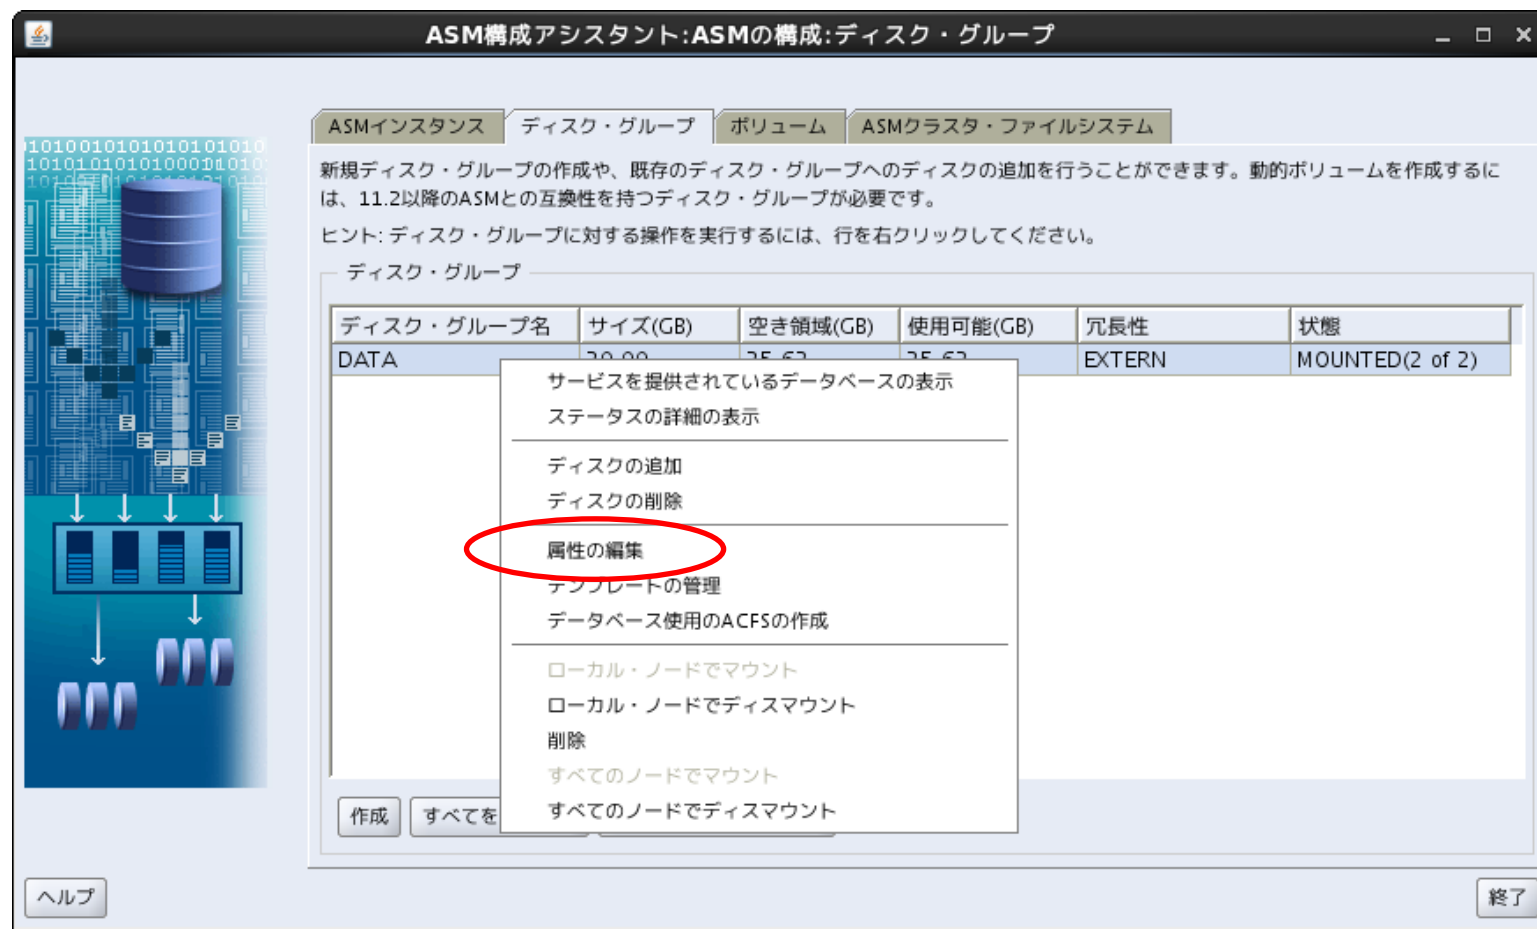 ASM構成アシスタント:ASMの構成:ディスク・グループ
ASMインスタンス
ディスク・グループ
ボリューム
ASMクラスタ・ファイルシステム
新規ディスク・グループの作成や、既存のディスク・グループへのディスクの追加を行うことができます。動的ボリュームを作成するに
は、11.2以降のASMとの互換性を持つディスク・グループが必要です。
ヒント: ディスク・グループに対する操作を実行するには、行を右クリックしてください。
ディスク・グループ
ディスク・グループ名 サイズ(GB) 空き領域(GB) 使用可能(GB) 冗長性 状態
DATA EXTERN MOUNTED(2 of 2)
サービスを提供されているデータベースの表示
ステータスの詳細の表示
ディスクの追加
ディスクの削除
属性の編集
テンプレートの管理
データベース使用のACFSの作成
ローカル・ノードでマウント
ローカル・ノードでディスマウント
削除
すべてのノードでマウント
すべてのノードでディスマウント
作成 すべてを
ヘルプ 終了